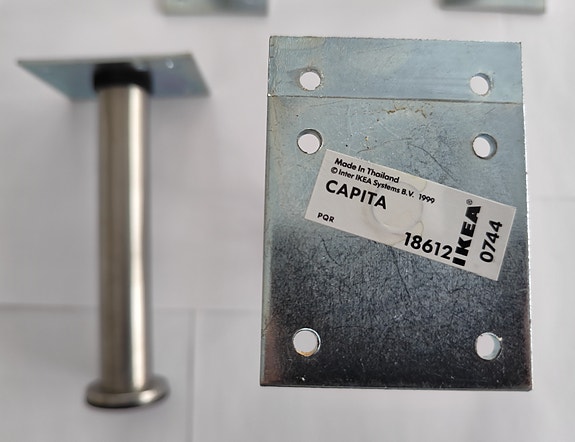 Made in Thailand
© Inter IKEA Systems B.V. 1999
CAPITA
PQR
18612
IKEA®
0744